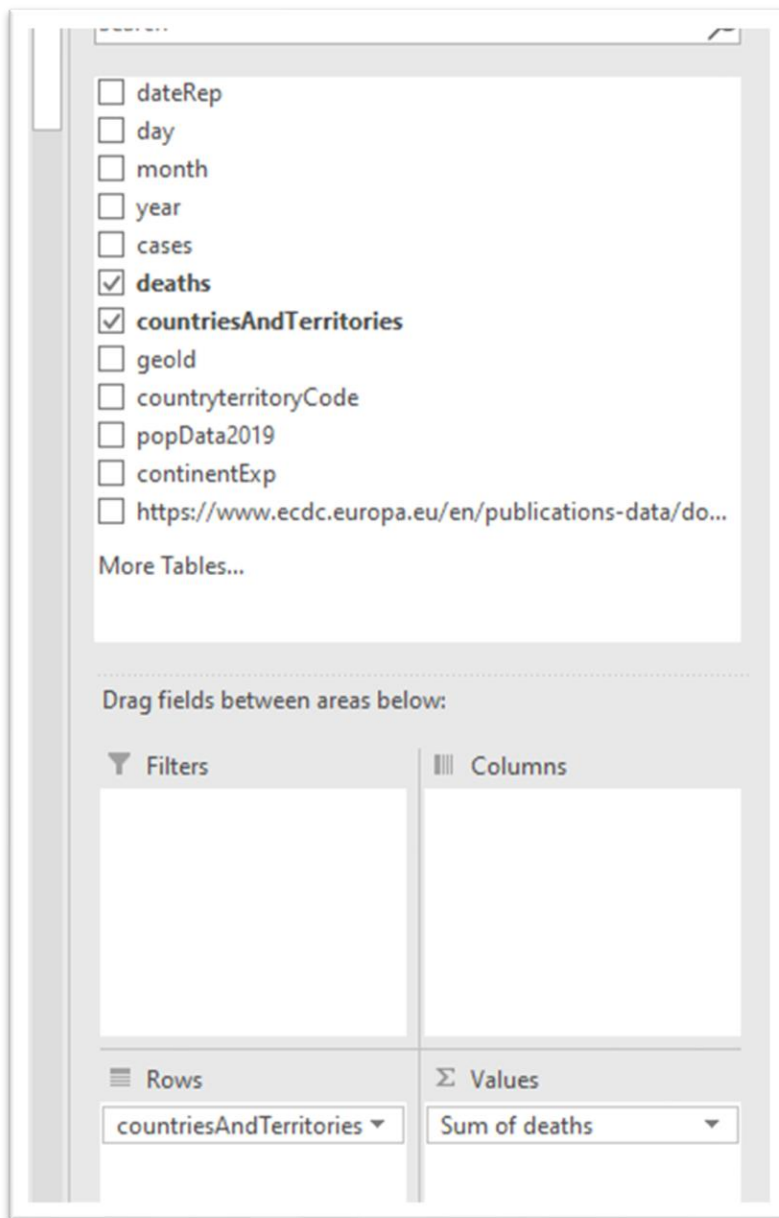 dateRep
day
month
year
cases
deaths
countriesAndTerritories
geoId
countryterritoryCode
popData2019
continentExp
https://www.ecdc.europa.eu/en/publications-data/do...
More Tables...
Drag fields between areas below:
Filters
Columns
Rows
Σ Values
countriesAndTerritories
Sum of deaths